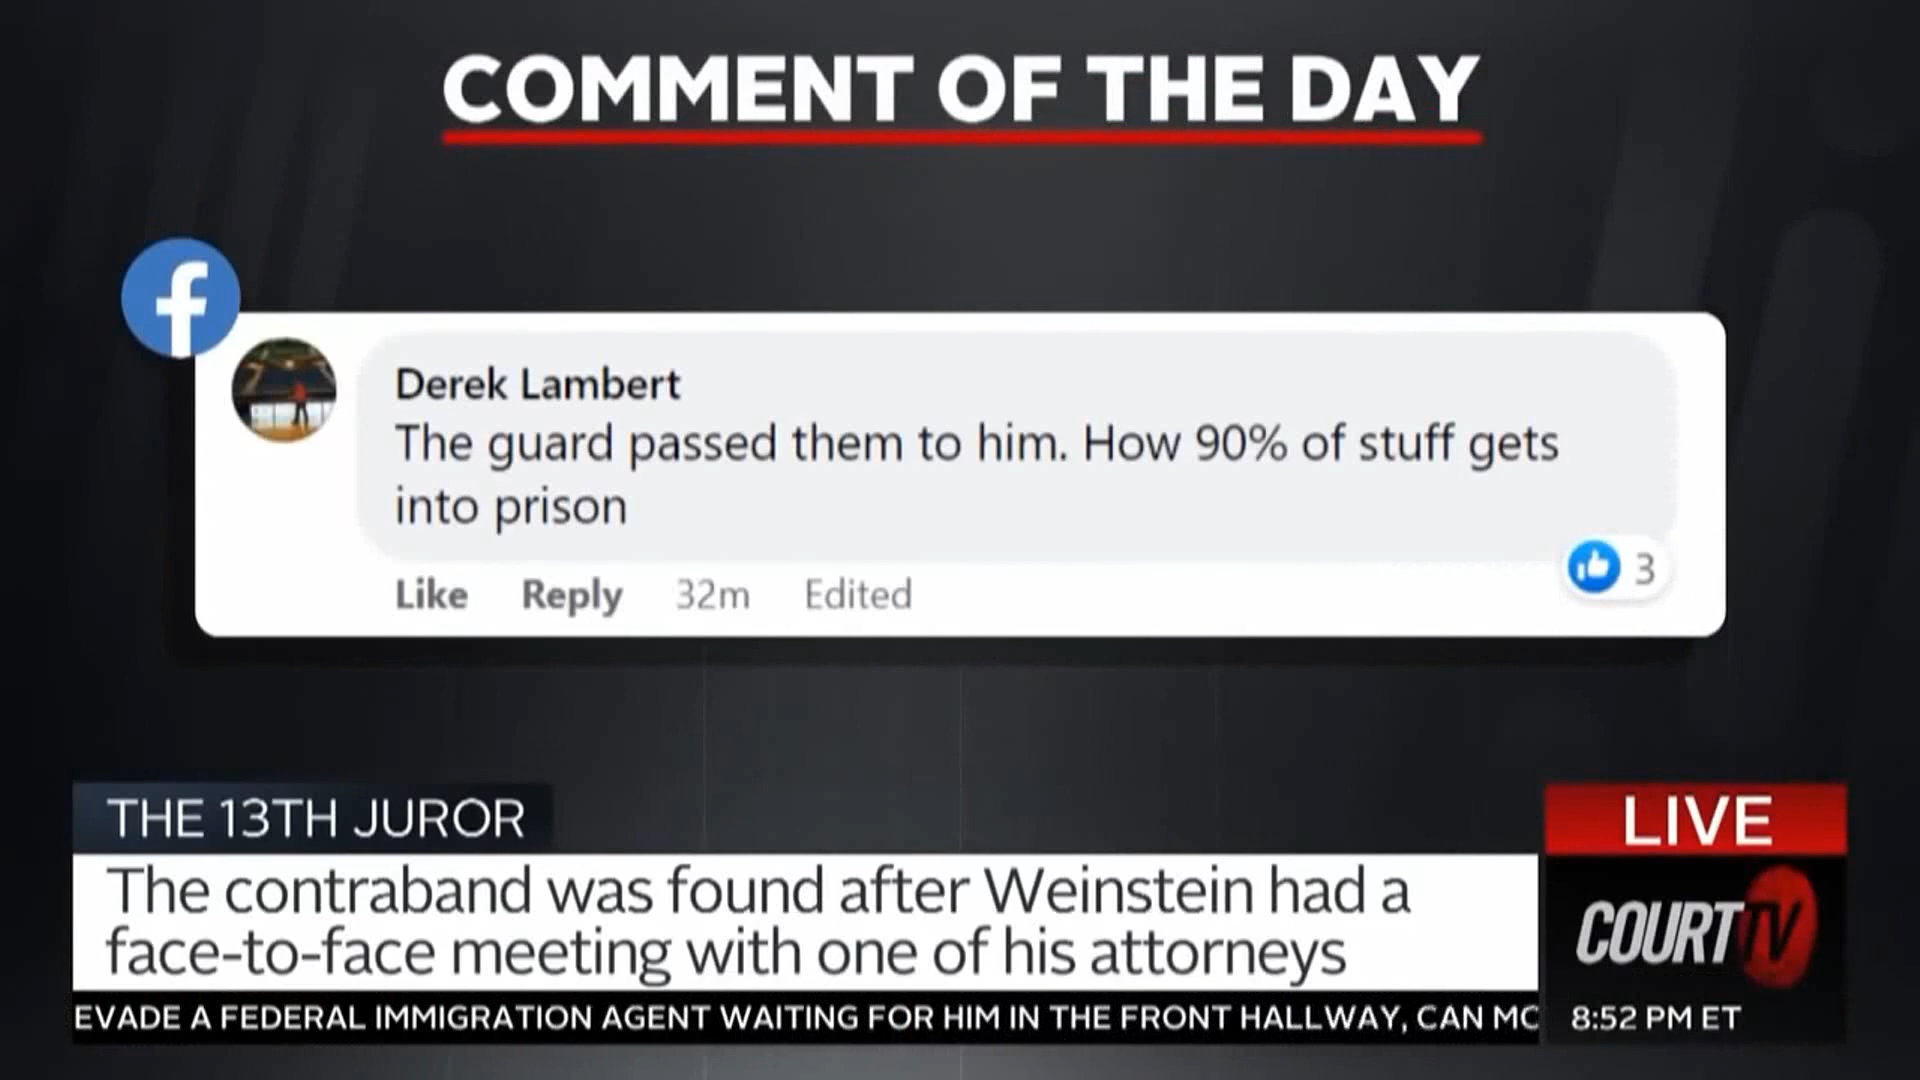 COMMENT OF THE DAY
f
Derek Lambert
The guard passed them to him. How 90% of stuff gets
into prison
3
Like Reply 32m Edited
THE 13TH JUROR
LIVE
The contraband was found after Weinstein had a
face-to-face meeting with one of his attorneys
COURT TV
EVADE A FEDERAL IMMIGRATION AGENT WAITING FOR HIM IN THE FRONT HALLWAY, CAN MO
8:52 PM ET